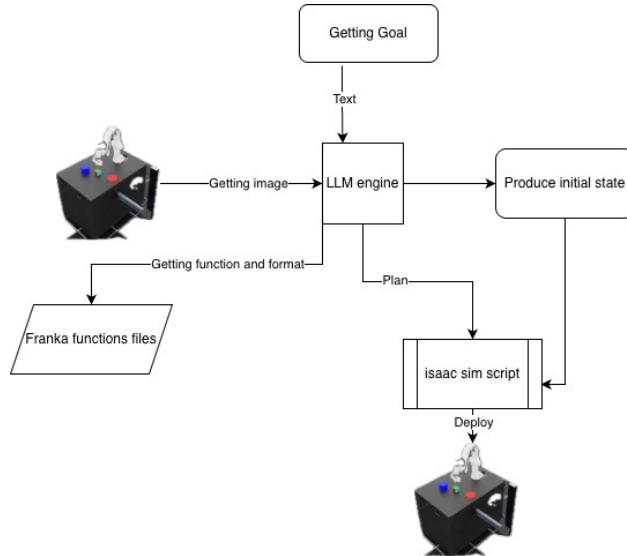 Getting Goal
Text
Getting image
LLM engine
Produce initial state
Getting function and format
Plan
Franka functions files
isaac sim script
Deploy